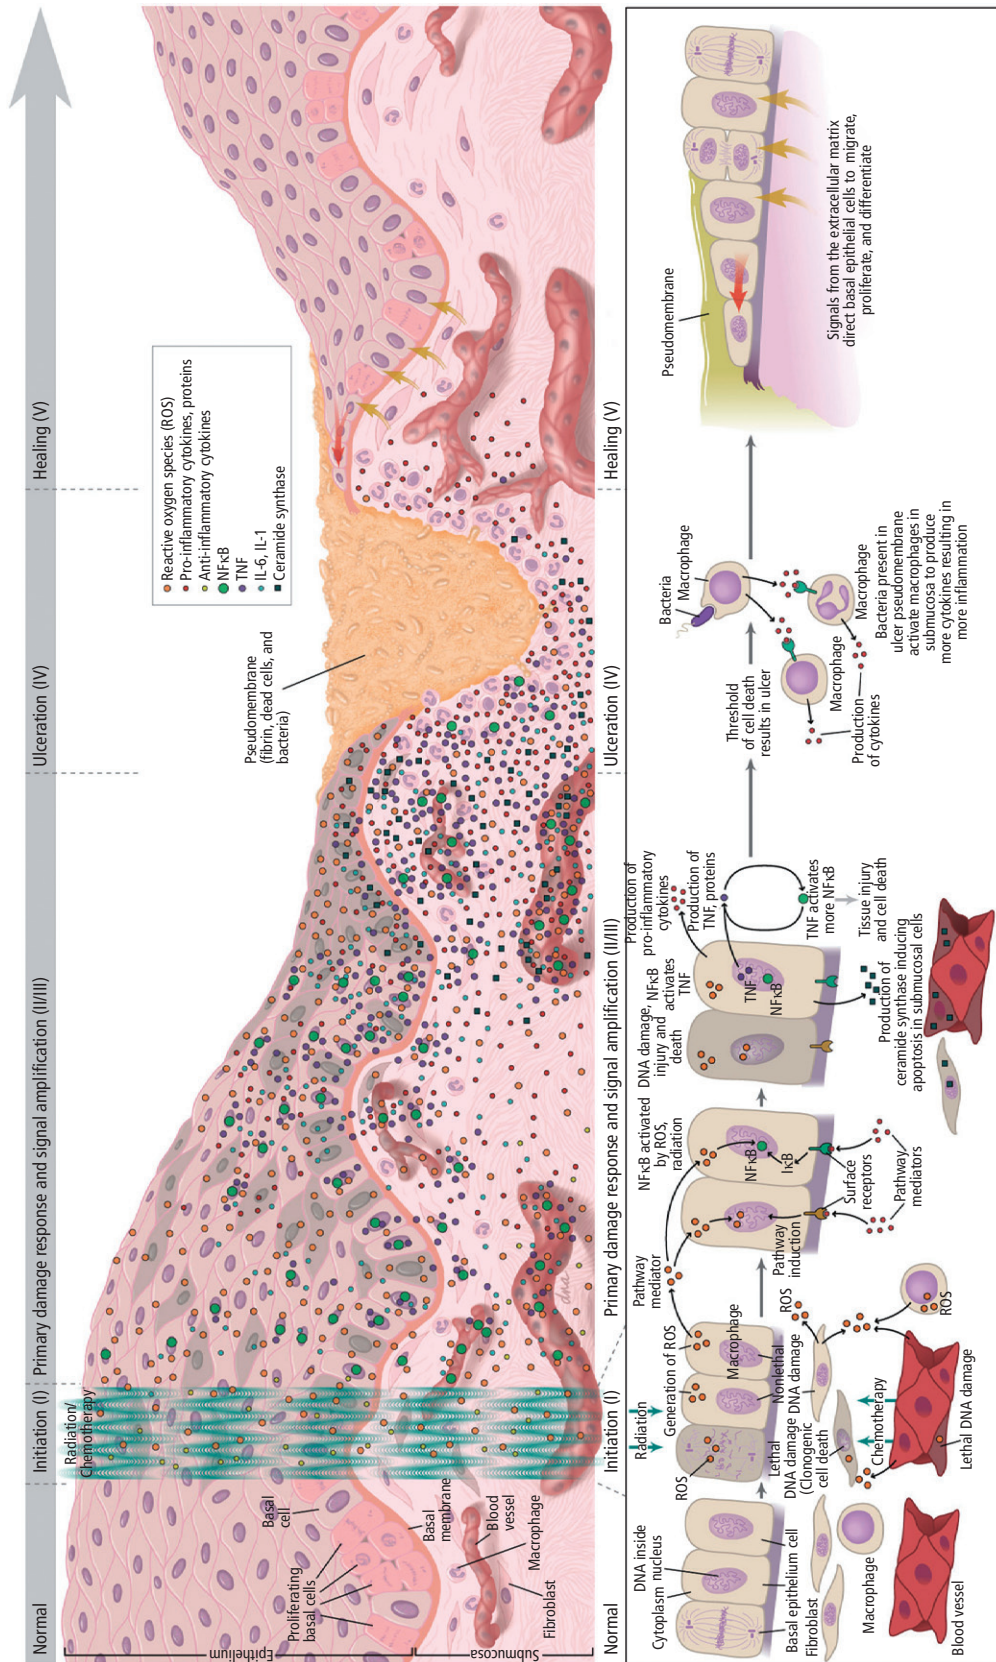 Normal
Initiation (I)
Primary damage response and signal amplification (II/III)
Ulceration (IV)
Healing (V)
Epithelium
Submucosa
Radiation/
Chemotherapy
Proliferating
basal cells
Basal
cell
Basal
membrane
Blood
vessel
Macrophage
Fibroblast
Pseudomembrane
(fibrin, dead cells, and
bacteria)
Reactive oxygen species (ROS)
Pro-inflammatory cytokines, proteins
Anti-inflammatory cytokines
NFκB
TNF
IL-6, IL-1
Ceramide synthase
dna
Normal
Initiation (I)
Primary damage response and signal amplification (II/III)
Ulceration (IV)
Healing (V)
DNA inside
nucleus
Cytoplasm
Basal epithelium cell
Fibroblast
Macrophage
Blood vessel
Radiation
Generation of ROS
ROS
Macrophage
Nonlethal
DNA damage
Lethal
DNA damage
(Clonogenic
cell death)
Chemotherapy
Lethal DNA damage
ROS
ROS
Pathway
mediator
NFκB activated
by ROS,
radiation
NFκB
IκB
Pathway
induction
Surface
receptors
Pathway
mediators
DNA damage,
injury and
death
NFκB
activates
TNF
TNF
NFκB
Production of
pro-inflammatory
cytokines
Production of
TNF, proteins
TNF activates
more NFκB
Tissue injury
and cell death
Production of
ceramide synthase inducing
apoptosis in submucosal cells
Threshold
of cell death
results in ulcer
Bacteria
Macrophage
Macrophage
Macrophage
Production
of cytokines
Bacteria present in
ulcer pseudomembrane
activate macrophages in
submucosa to produce
more cytokines resulting in
more inflammation
Pseudomembrane
Signals from the extracellular matrix
direct basal epithelial cells to migrate,
proliferate, and differentiate